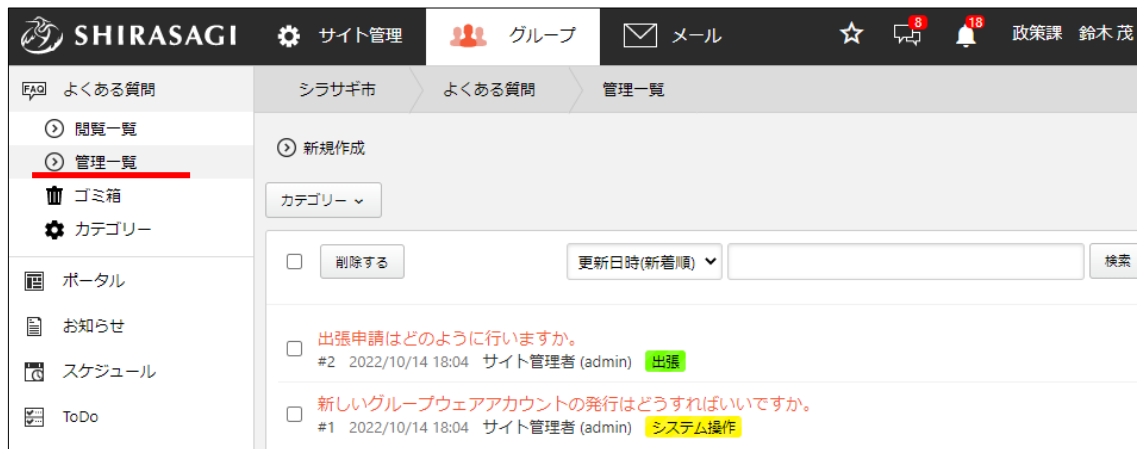 SHIRASAGI サイト管理 グループ メール 8 18 政策課 鈴木 茂
FAQ よくある質問
閲覧一覧
管理一覧
ゴミ箱
カテゴリー
ポータル
お知らせ
スケジュール
ToDo
シラサギ市 よくある質問 管理一覧
新規作成
カテゴリー
削除する 更新日時(新着順) 検索
出張申請はどのように行いますか。
#2 2022/10/14 18:04 サイト管理者 (admin) 出張
新しいグループウェアアカウントの発行はどうすればいいですか。
#1 2022/10/14 18:04 サイト管理者 (admin) システム操作